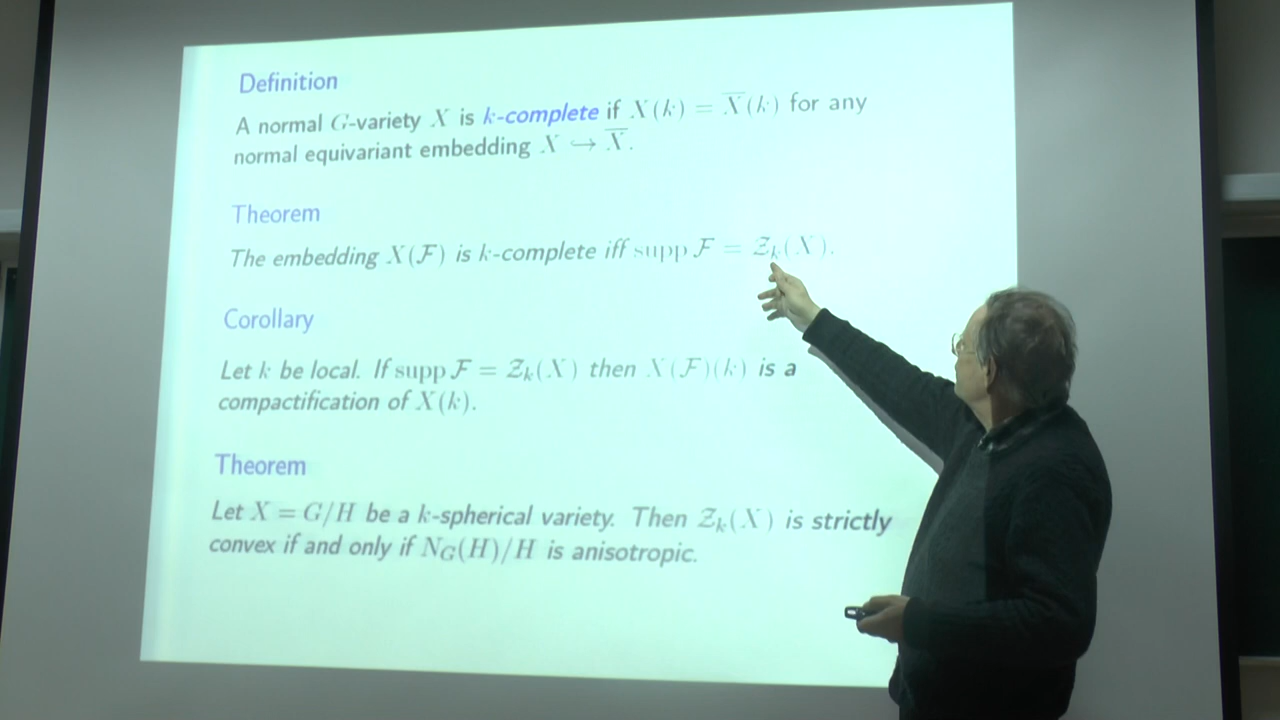 Definition
A normal G-variety X is k-complete if X(k) = X̅(k) for any
normal equivariant embedding X ↪ X̅.
Theorem
The embedding X(ℱ) is k-complete iff supp ℱ = 𝒵ₖ(X).
Corollary
Let k be local. If supp ℱ = 𝒵ₖ(X) then X(ℱ)(k) is a
compactification of X(k).
Theorem
Let X = G/H be a k-spherical variety. Then 𝒵ₖ(X) is strictly
convex if and only if N_G(H)/H is anisotropic.